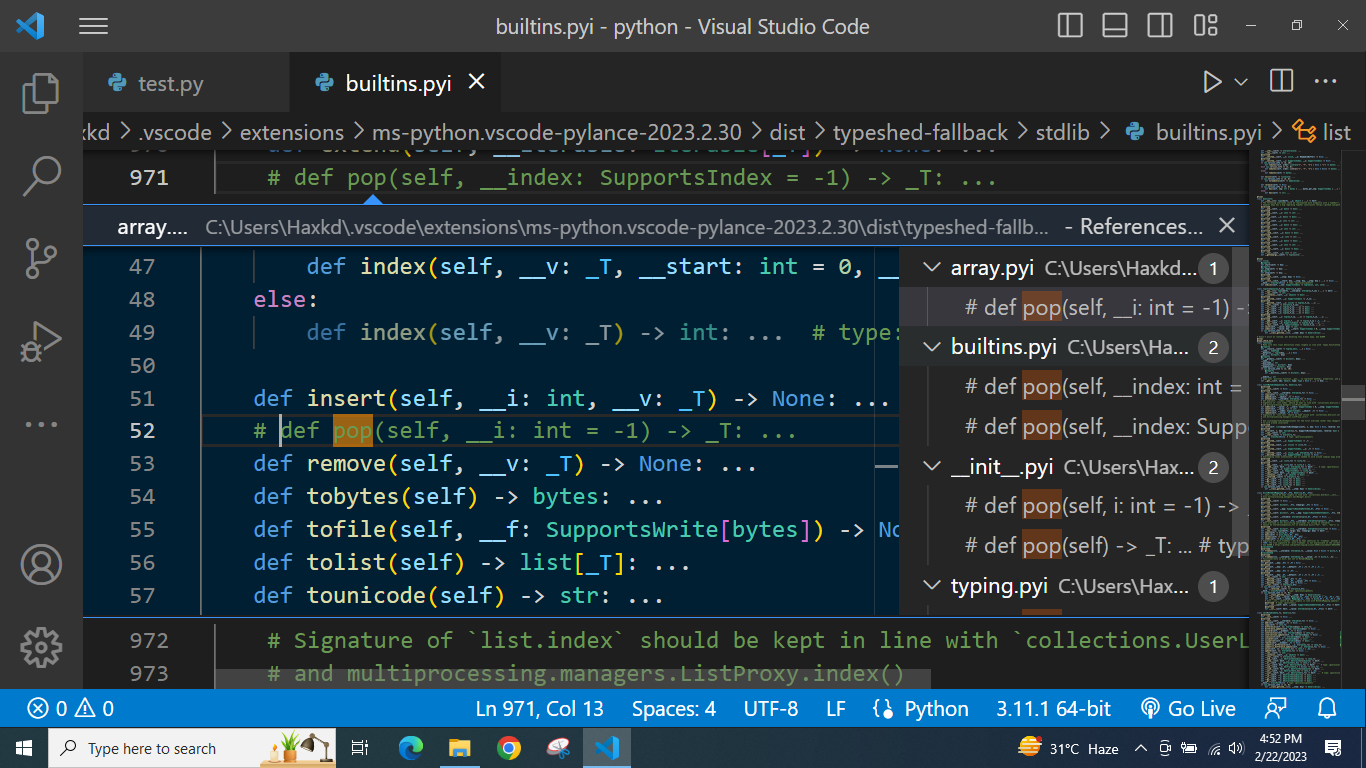 builtins.pyi - python - Visual Studio Code
test.py
builtins.pyi
xkd > .vscode > extensions > ms-python.vscode-pylance-2023.2.30 > dist > typeshed-fallback > stdlib > builtins.pyi > list
971 # def pop(self, __index: SupportsIndex = -1) -> _T: ...
array.... C:\Users\Haxkd\.vscode\extensions\ms-python.vscode-pylance-2023.2.30\dist\typeshed-fallb... - References...
47 def index(self, __v: _T, __start: int = 0, __
48 else:
49 def index(self, __v: _T) -> int: ... # type:
50
51 def insert(self, __i: int, __v: _T) -> None: ...
52 # def pop(self, __i: int = -1) -> _T: ...
53 def remove(self, __v: _T) -> None: ...
54 def tobytes(self) -> bytes: ...
55 def tofile(self, __f: SupportsWrite[bytes]) -> No
56 def tolist(self) -> list[_T]: ...
57 def tounicode(self) -> str: ...
array.pyi C:\Users\Haxkd... 1
# def pop(self, __i: int = -1) -
builtins.pyi C:\Users\Ha... 2
# def pop(self, __index: int =
# def pop(self, __index: Supp
__init__.pyi C:\Users\Hax... 2
# def pop(self, i: int = -1) ->
# def pop(self) -> _T: ... # typ
typing.pyi C:\Users\Ha... 1
972 # Signature of `list.index` should be kept in line with `collections.UserL
973 # and multiprocessing.managers.ListProxy.index()
0 0 Ln 971, Col 13 Spaces: 4 UTF-8 LF Python 3.11.1 64-bit Go Live
Type here to search
31°C Haze
4:52 PM
2/22/2023